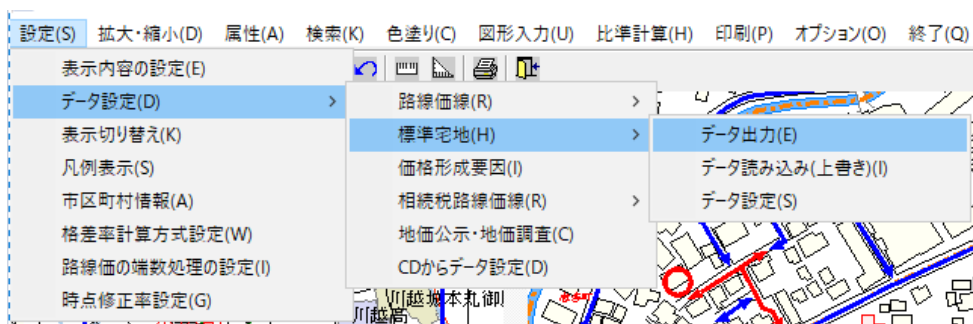 設定(S) 拡大・縮小(D) 属性(A) 検索(K) 色塗り(C) 図形入力(U) 比準計算(H) 印刷(P) オプション(O) 終了(Q)
表示内容の設定(E)
データ設定(D)
表示切り替え(K)
凡例表示(S)
市区町村情報(A)
格差率計算方式設定(W)
路線価の端数処理の設定(I)
時点修正率設定(G)
路線価線(R)
標準宅地(H)
価格形成要因(I)
相続税路線価線(R)
地価公示・地価調査(C)
CDからデータ設定(D)
データ出力(E)
データ読み込み(上書き)(I)
データ設定(S)
川越城本丸御
川越高